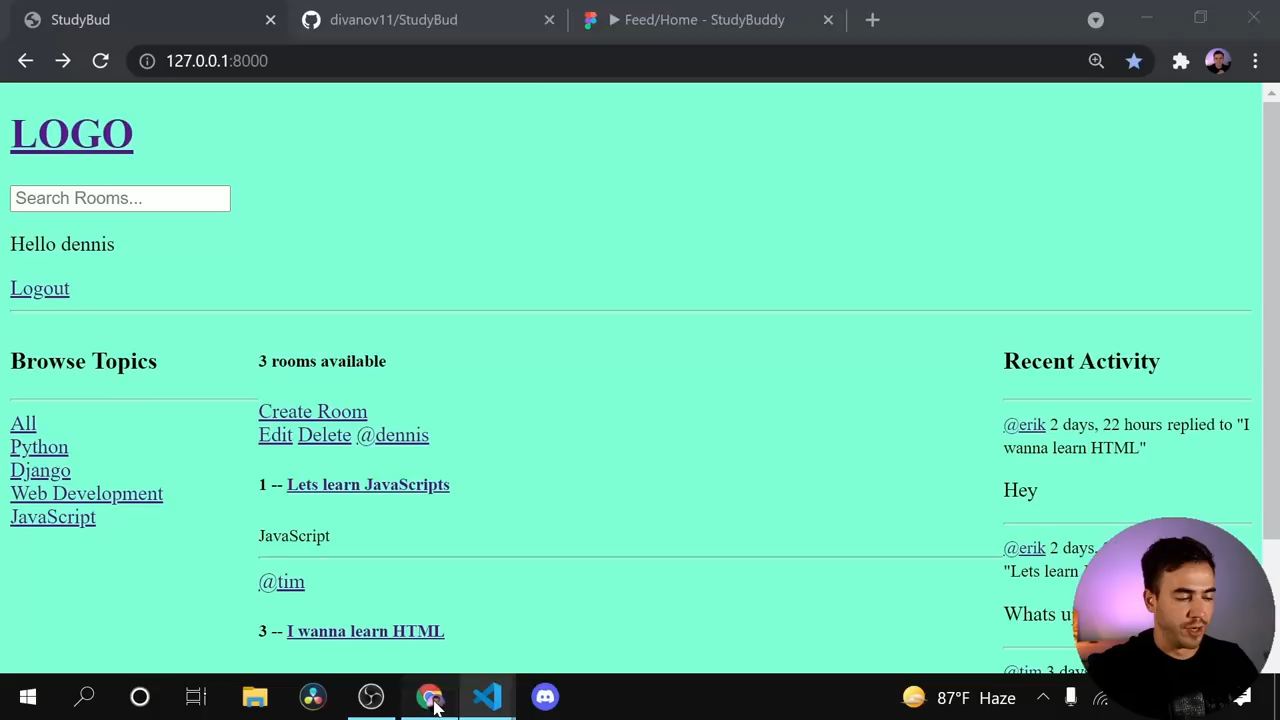 StudyBud
divanov11/StudyBud
Feed/Home - StudyBuddy
127.0.0.1:8000
LOGO
Search Rooms...
Hello dennis
Logout
Browse Topics
All
Python
Django
Web Development
JavaScript
3 rooms available
Create Room
Edit Delete @dennis
1 -- Lets learn JavaScripts
JavaScript
@tim
3 -- I wanna learn HTML
Recent Activity
@erik 2 days, 22 hours replied to "I
wanna learn HTML"
Hey
@erik 2 days,
"Lets learn
Whats
@tim 3
87°F Haze